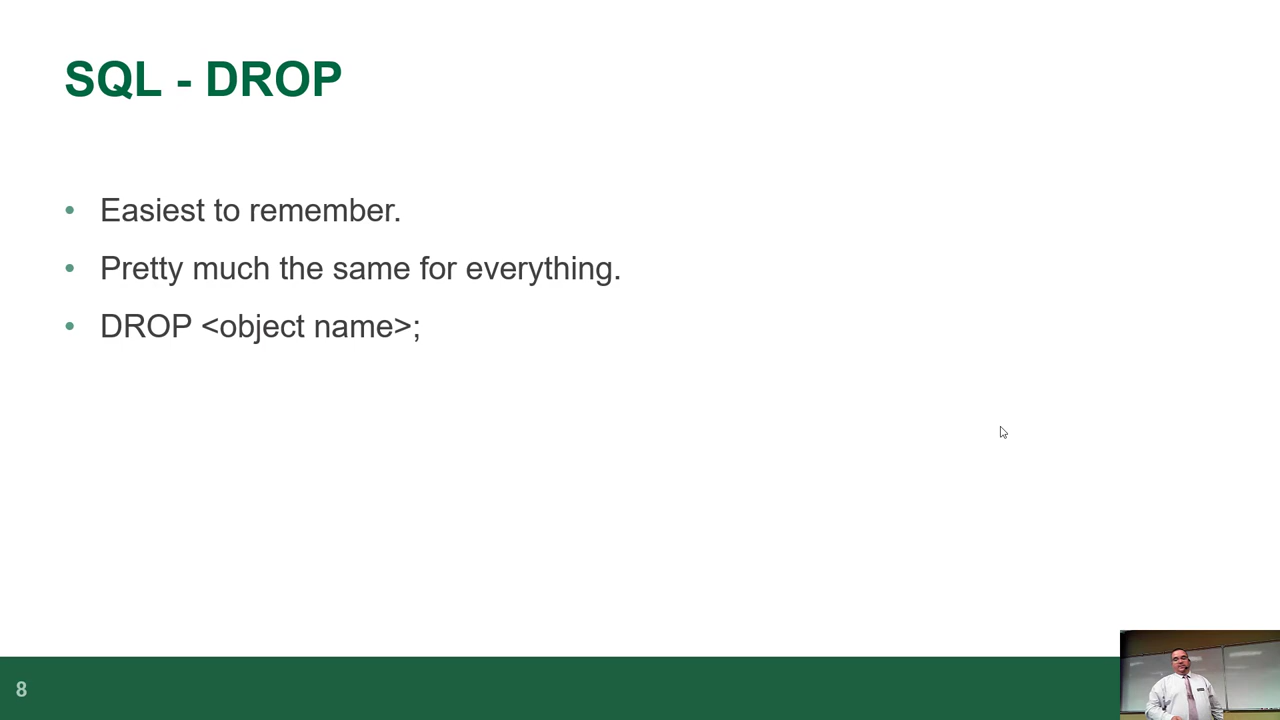 SQL - DROP
• Easiest to remember.
• Pretty much the same for everything.
• DROP <object name>;
8